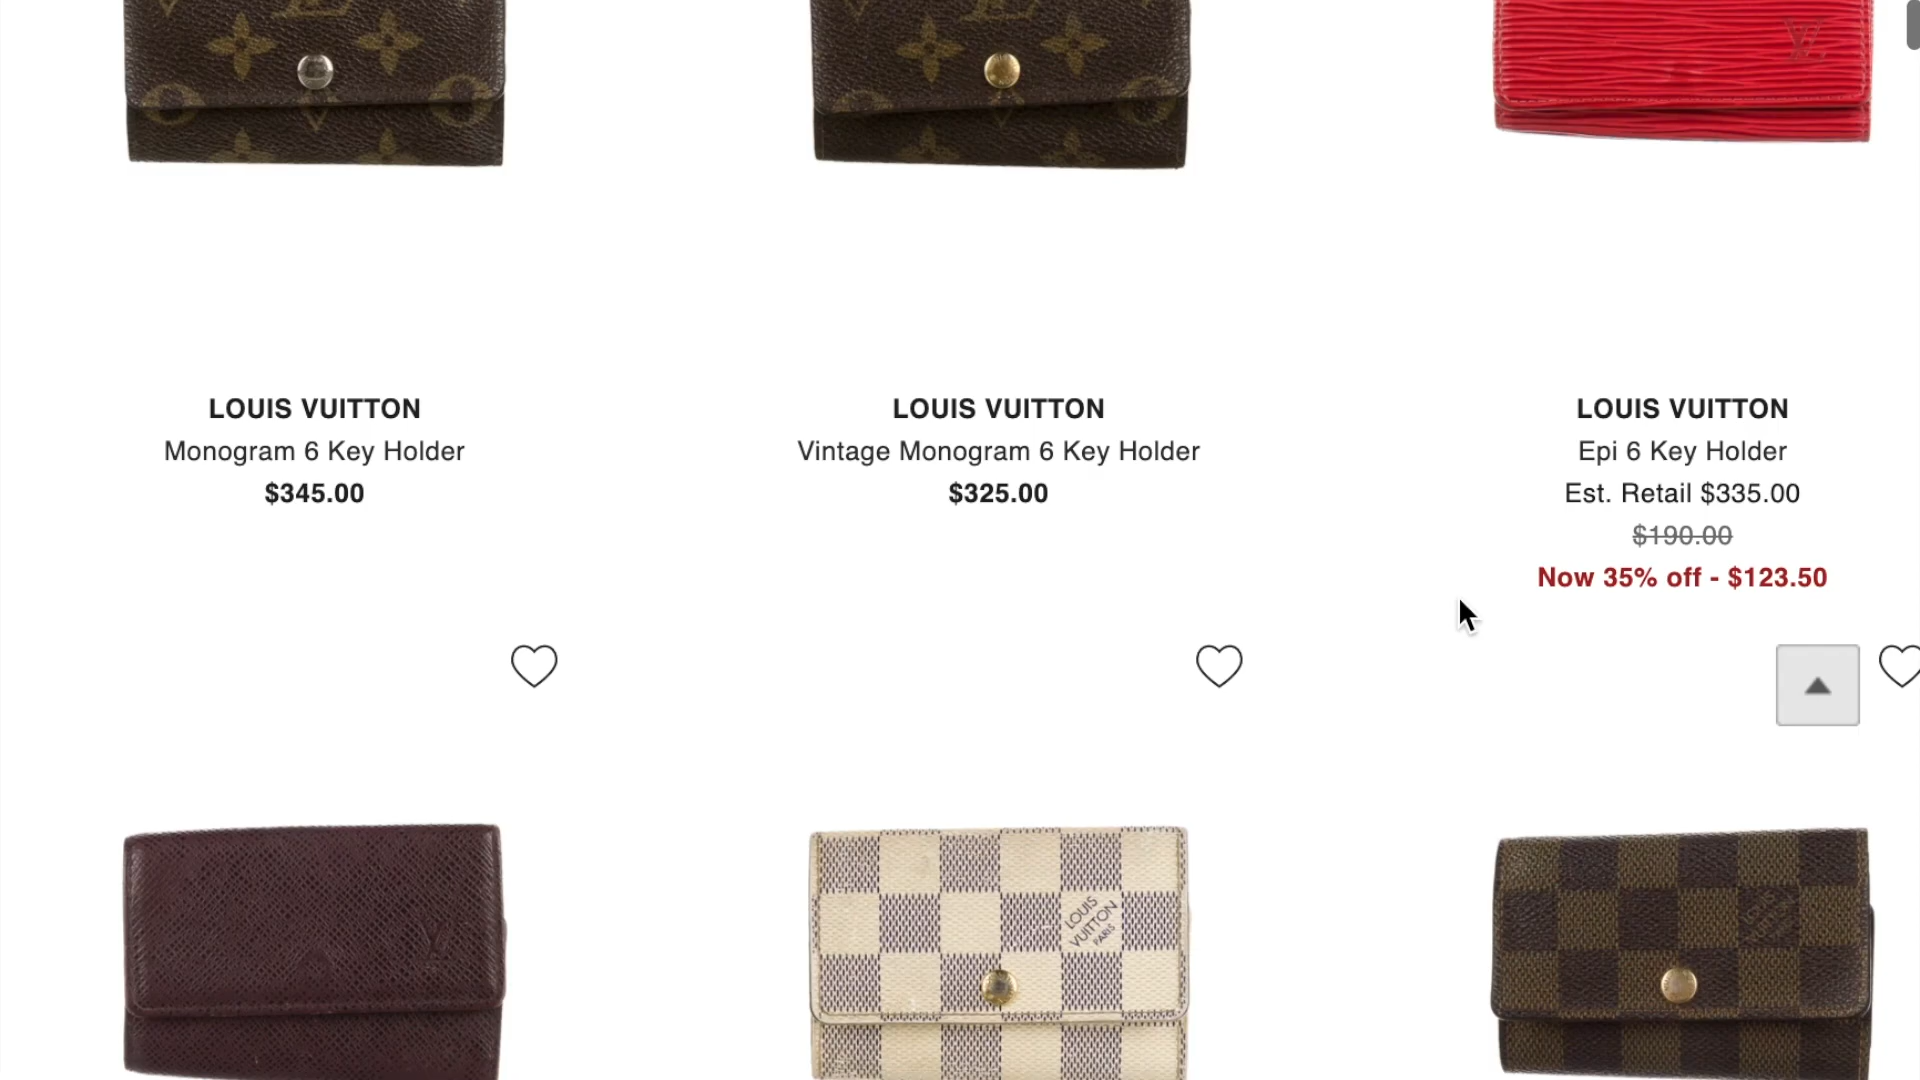 LOUIS VUITTON
Monogram 6 Key Holder
$345.00
LOUIS VUITTON
Vintage Monogram 6 Key Holder
$325.00
LOUIS VUITTON
Epi 6 Key Holder
Est. Retail $335.00
$190.00
Now 35% off - $123.50
LOUIS
VUITTON
PARIS